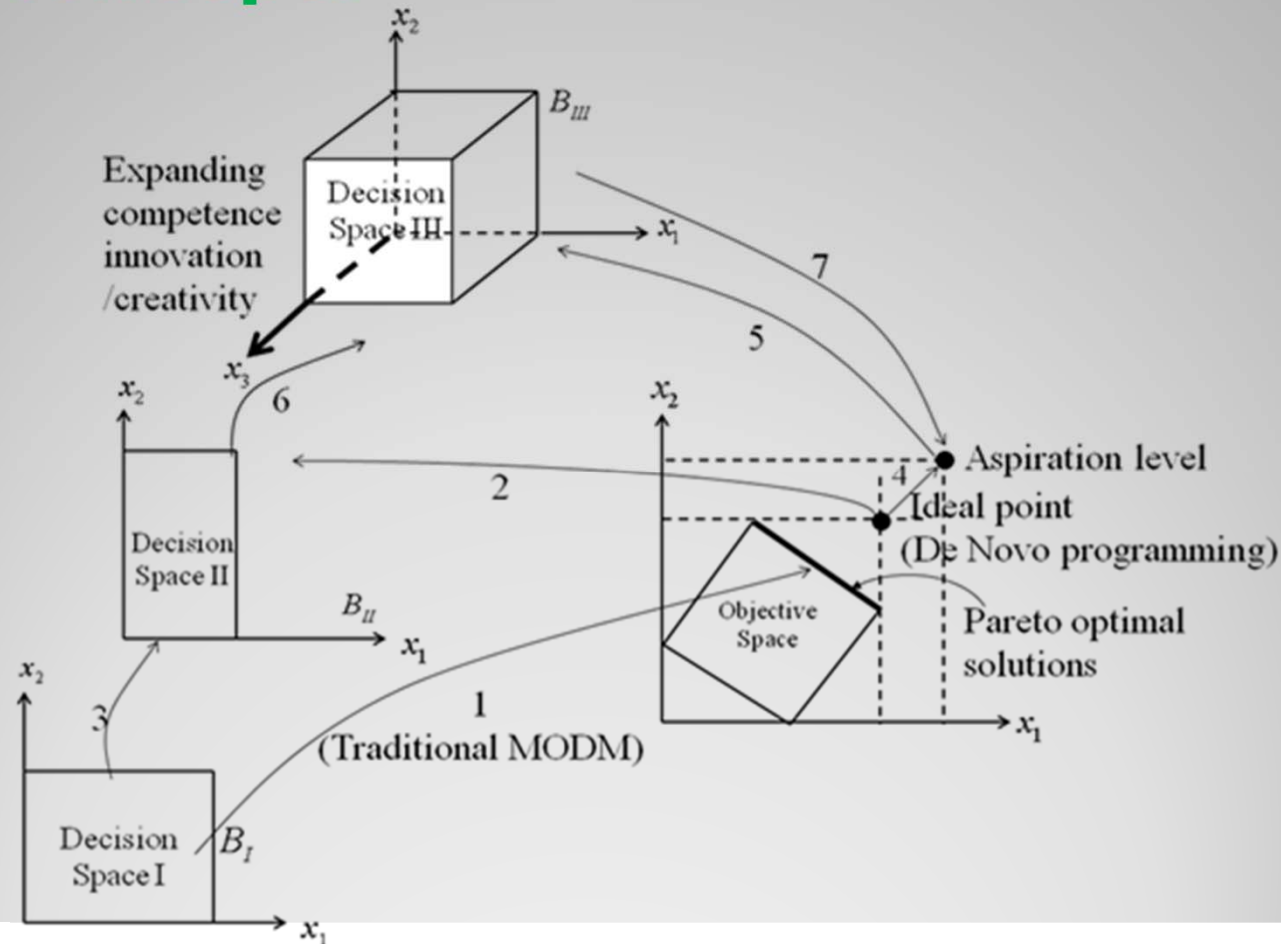 x₂
B_III
Expanding
competence
innovation
/creativity
Decision
Space III
x₁
7
5
x₃
6
x₂
x₂
2
4
Aspiration level
Ideal point
(De Novo programming)
Decision
Space II
B_II
x₁
Objective
Space
Pareto optimal
solutions
x₁
x₂
3
1
(Traditional MODM)
Decision
Space I
B_I
x₁